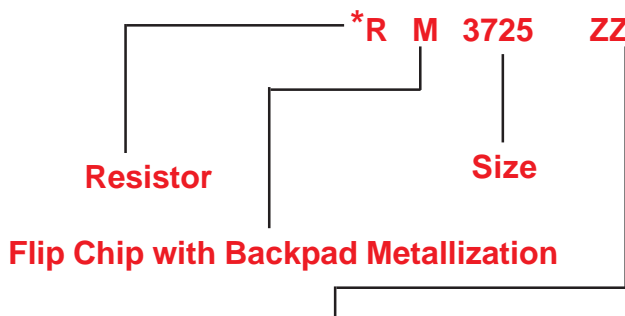 *R M 3725 ZZ
Resistor
Size
Flip Chip with Backpad Metallization